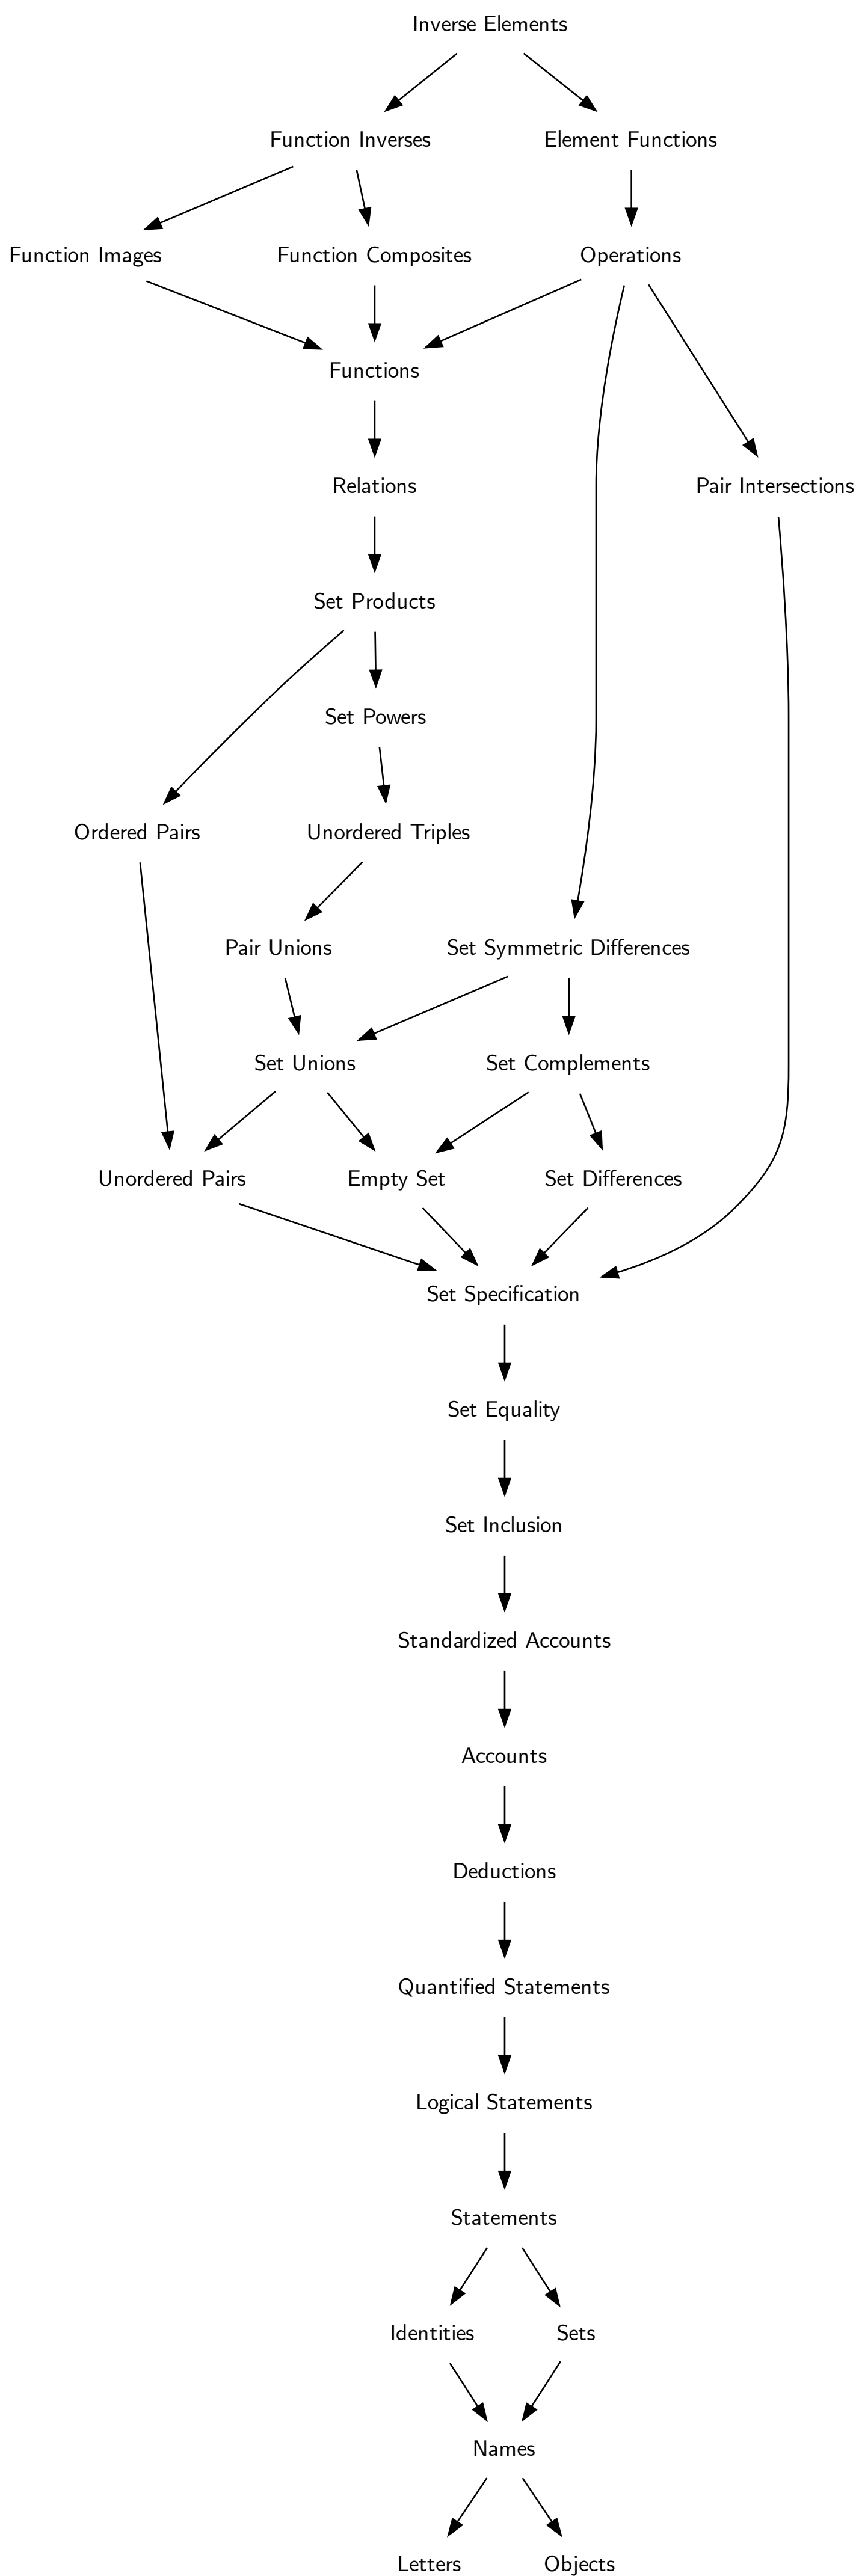 Inverse Elements
Function Inverses
Element Functions
Function Images
Function Composites
Operations
Functions
Relations
Pair Intersections
Set Products
Set Powers
Ordered Pairs
Unordered Triples
Pair Unions
Set Symmetric Differences
Set Unions
Set Complements
Unordered Pairs
Empty Set
Set Differences
Set Specification
Set Equality
Set Inclusion
Standardized Accounts
Accounts
Deductions
Quantified Statements
Logical Statements
Statements
Identities
Sets
Names
Letters
Objects